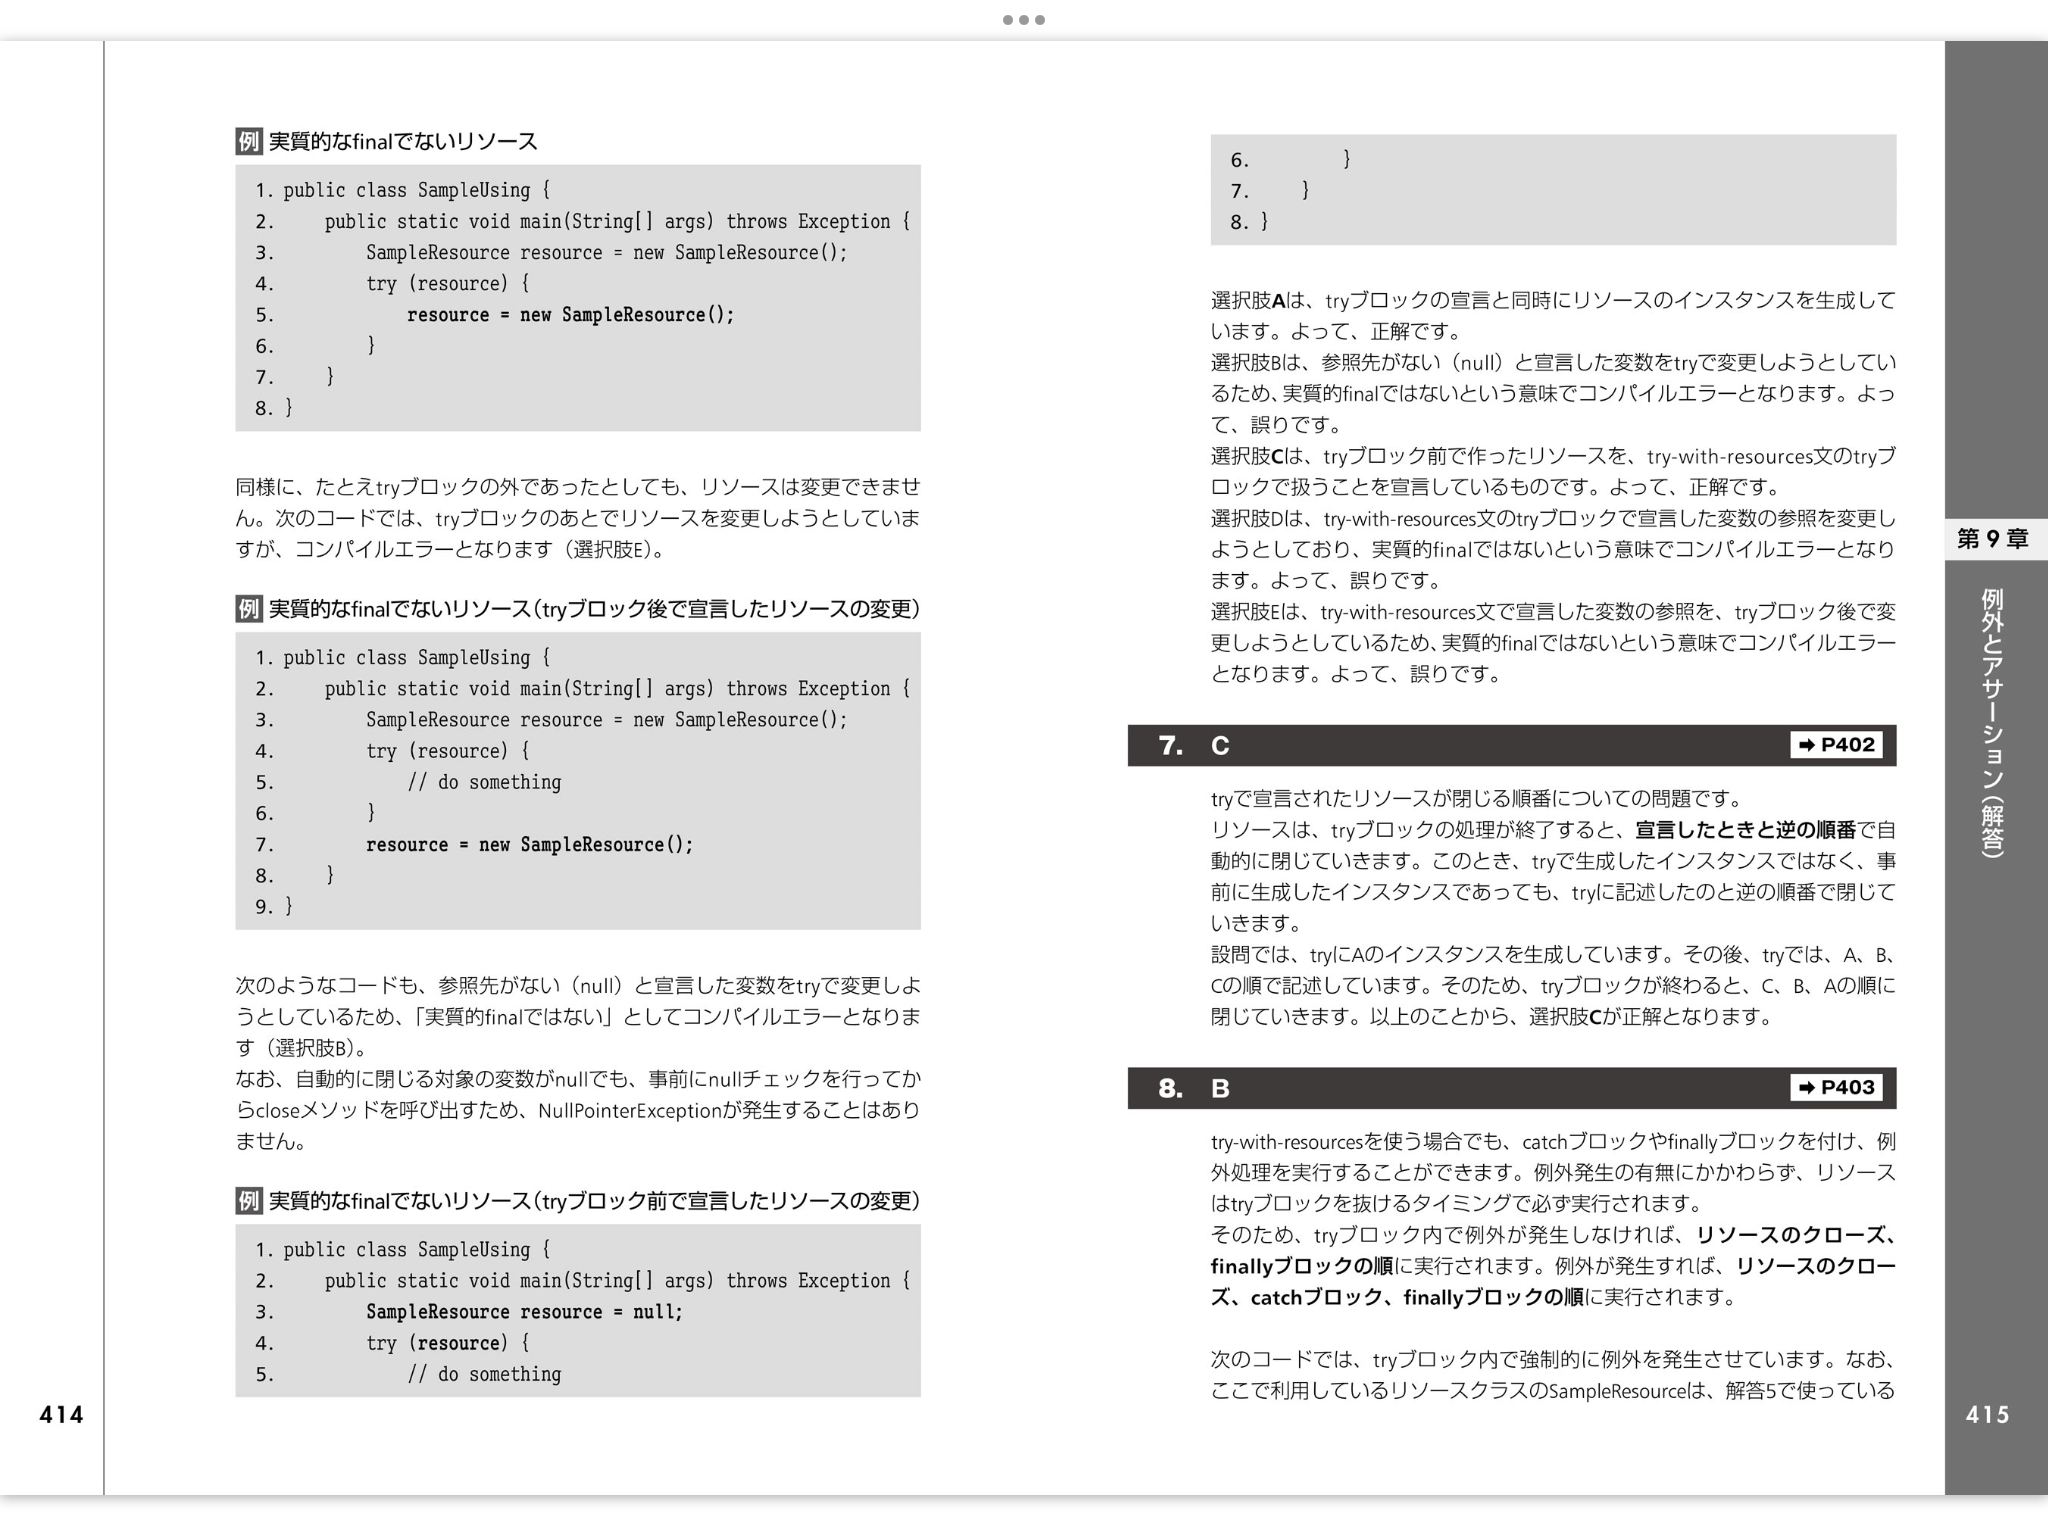 例 実質的なfinalでないリソース
1. public class SampleUsing {
2.     public static void main(String[] args) throws Exception {
3.         SampleResource resource = new SampleResource();
4.         try (resource) {
5.             resource = new SampleResource();
6.         }
7.     }
8. }
同様に、たとえtryブロックの外であったとしても、リソースは変更できませ
ん。次のコードでは、tryブロックのあとでリソースを変更しようとしていま
すが、コンパイルエラーとなります（選択肢E）。
例 実質的なfinalでないリソース（tryブロック後で宣言したリソースの変更）
1. public class SampleUsing {
2.     public static void main(String[] args) throws Exception {
3.         SampleResource resource = new SampleResource();
4.         try (resource) {
5.             // do something
6.         }
7.         resource = new SampleResource();
8.     }
9. }
次のようなコードも、参照先がない（null）と宣言した変数をtryで変更しよ
うとしているため、「実質的finalではない」としてコンパイルエラーとなりま
す（選択肢B）。
なお、自動的に閉じる対象の変数がnullでも、事前にnullチェックを行ってか
らcloseメソッドを呼び出すため、NullPointerExceptionが発生することはあり
ません。
例 実質的なfinalでないリソース（tryブロック前で宣言したリソースの変更）
1. public class SampleUsing {
2.     public static void main(String[] args) throws Exception {
3.         SampleResource resource = null;
4.         try (resource) {
5.             // do something
414
6.         }
7.     }
8. }
選択肢Aは、tryブロックの宣言と同時にリソースのインスタンスを生成して
います。よって、正解です。
選択肢Bは、参照先がない（null）と宣言した変数をtryで変更しようとしてい
るため、実質的finalではないという意味でコンパイルエラーとなります。よっ
て、誤りです。
選択肢Cは、tryブロック前で作ったリソースを、try-with-resources文のtryブ
ロックで扱うことを宣言しているものです。よって、正解です。
選択肢Dは、try-with-resources文のtryブロックで宣言した変数の参照を変更し
ようとしており、実質的finalではないという意味でコンパイルエラーとなり
ます。よって、誤りです。
選択肢Eは、try-with-resources文で宣言した変数の参照を、tryブロック後で変
更しようとしているため、実質的finalではないという意味でコンパイルエラー
となります。よって、誤りです。
7. C ➡ P402
tryで宣言されたリソースが閉じる順番についての問題です。
リソースは、tryブロックの処理が終了すると、宣言したときと逆の順番で自
動的に閉じていきます。このとき、tryで生成したインスタンスではなく、事
前に生成したインスタンスであっても、tryに記述したのと逆の順番で閉じて
いきます。
設問では、tryにAのインスタンスを生成しています。その後、tryでは、A、B、
Cの順で記述しています。そのため、tryブロックが終わると、C、B、Aの順に
閉じていきます。以上のことから、選択肢Cが正解となります。
8. B ➡ P403
try-with-resourcesを使う場合でも、catchブロックやfinallyブロックを付け、例
外処理を実行することができます。例外発生の有無にかかわらず、リソース
はtryブロックを抜けるタイミングで必ず実行されます。
そのため、tryブロック内で例外が発生しなければ、リソースのクローズ、
finallyブロックの順に実行されます。例外が発生すれば、リソースのクロー
ズ、catchブロック、finallyブロックの順に実行されます。
次のコードでは、tryブロック内で強制的に例外を発生させています。なお、
ここで利用しているリソースクラスのSampleResourceは、解答5で使っている
第9章
例外とアサーション（解答）
415